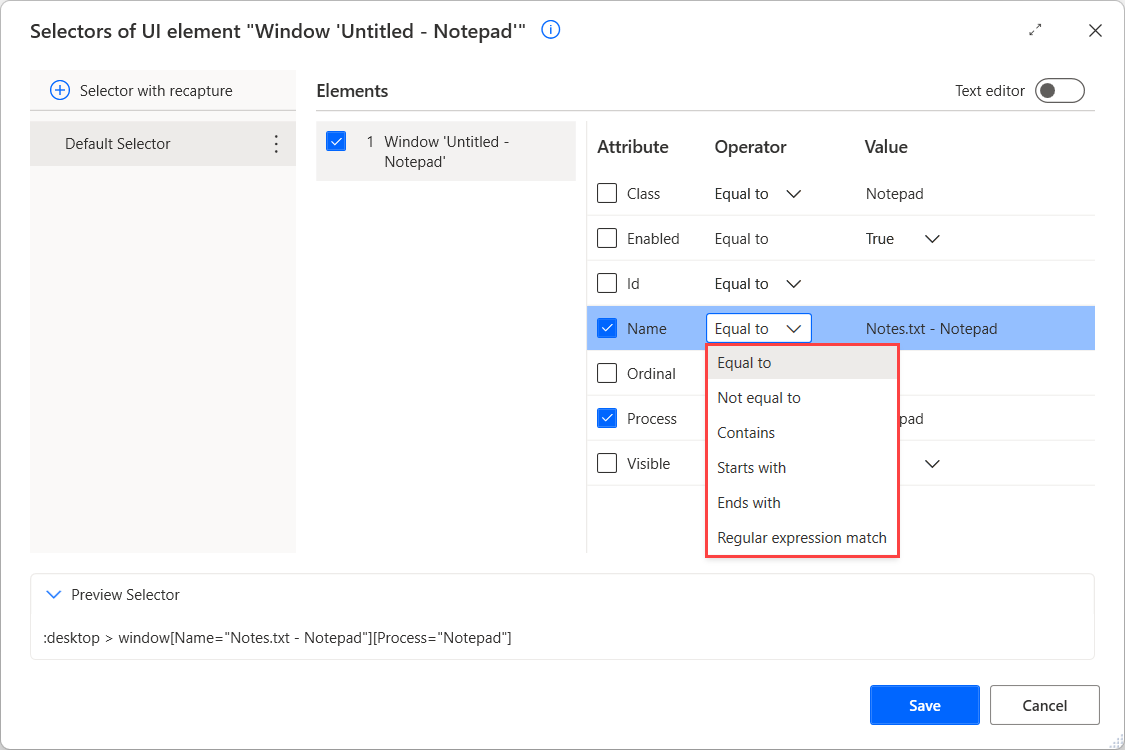 Selectors of UI element "Window 'Untitled - Notepad'"
Selector with recapture
Default Selector
Elements
Text editor
1 Window 'Untitled -
Notepad'
Attribute Operator Value
Class Equal to Notepad
Enabled Equal to True
Id Equal to
Name Equal to Notes.txt - Notepad
Equal to
Ordinal
Not equal to
Process pad
Contains
Visible
Starts with
Ends with
Regular expression match
Preview Selector
:desktop > window[Name="Notes.txt - Notepad"][Process="Notepad"]
Save Cancel